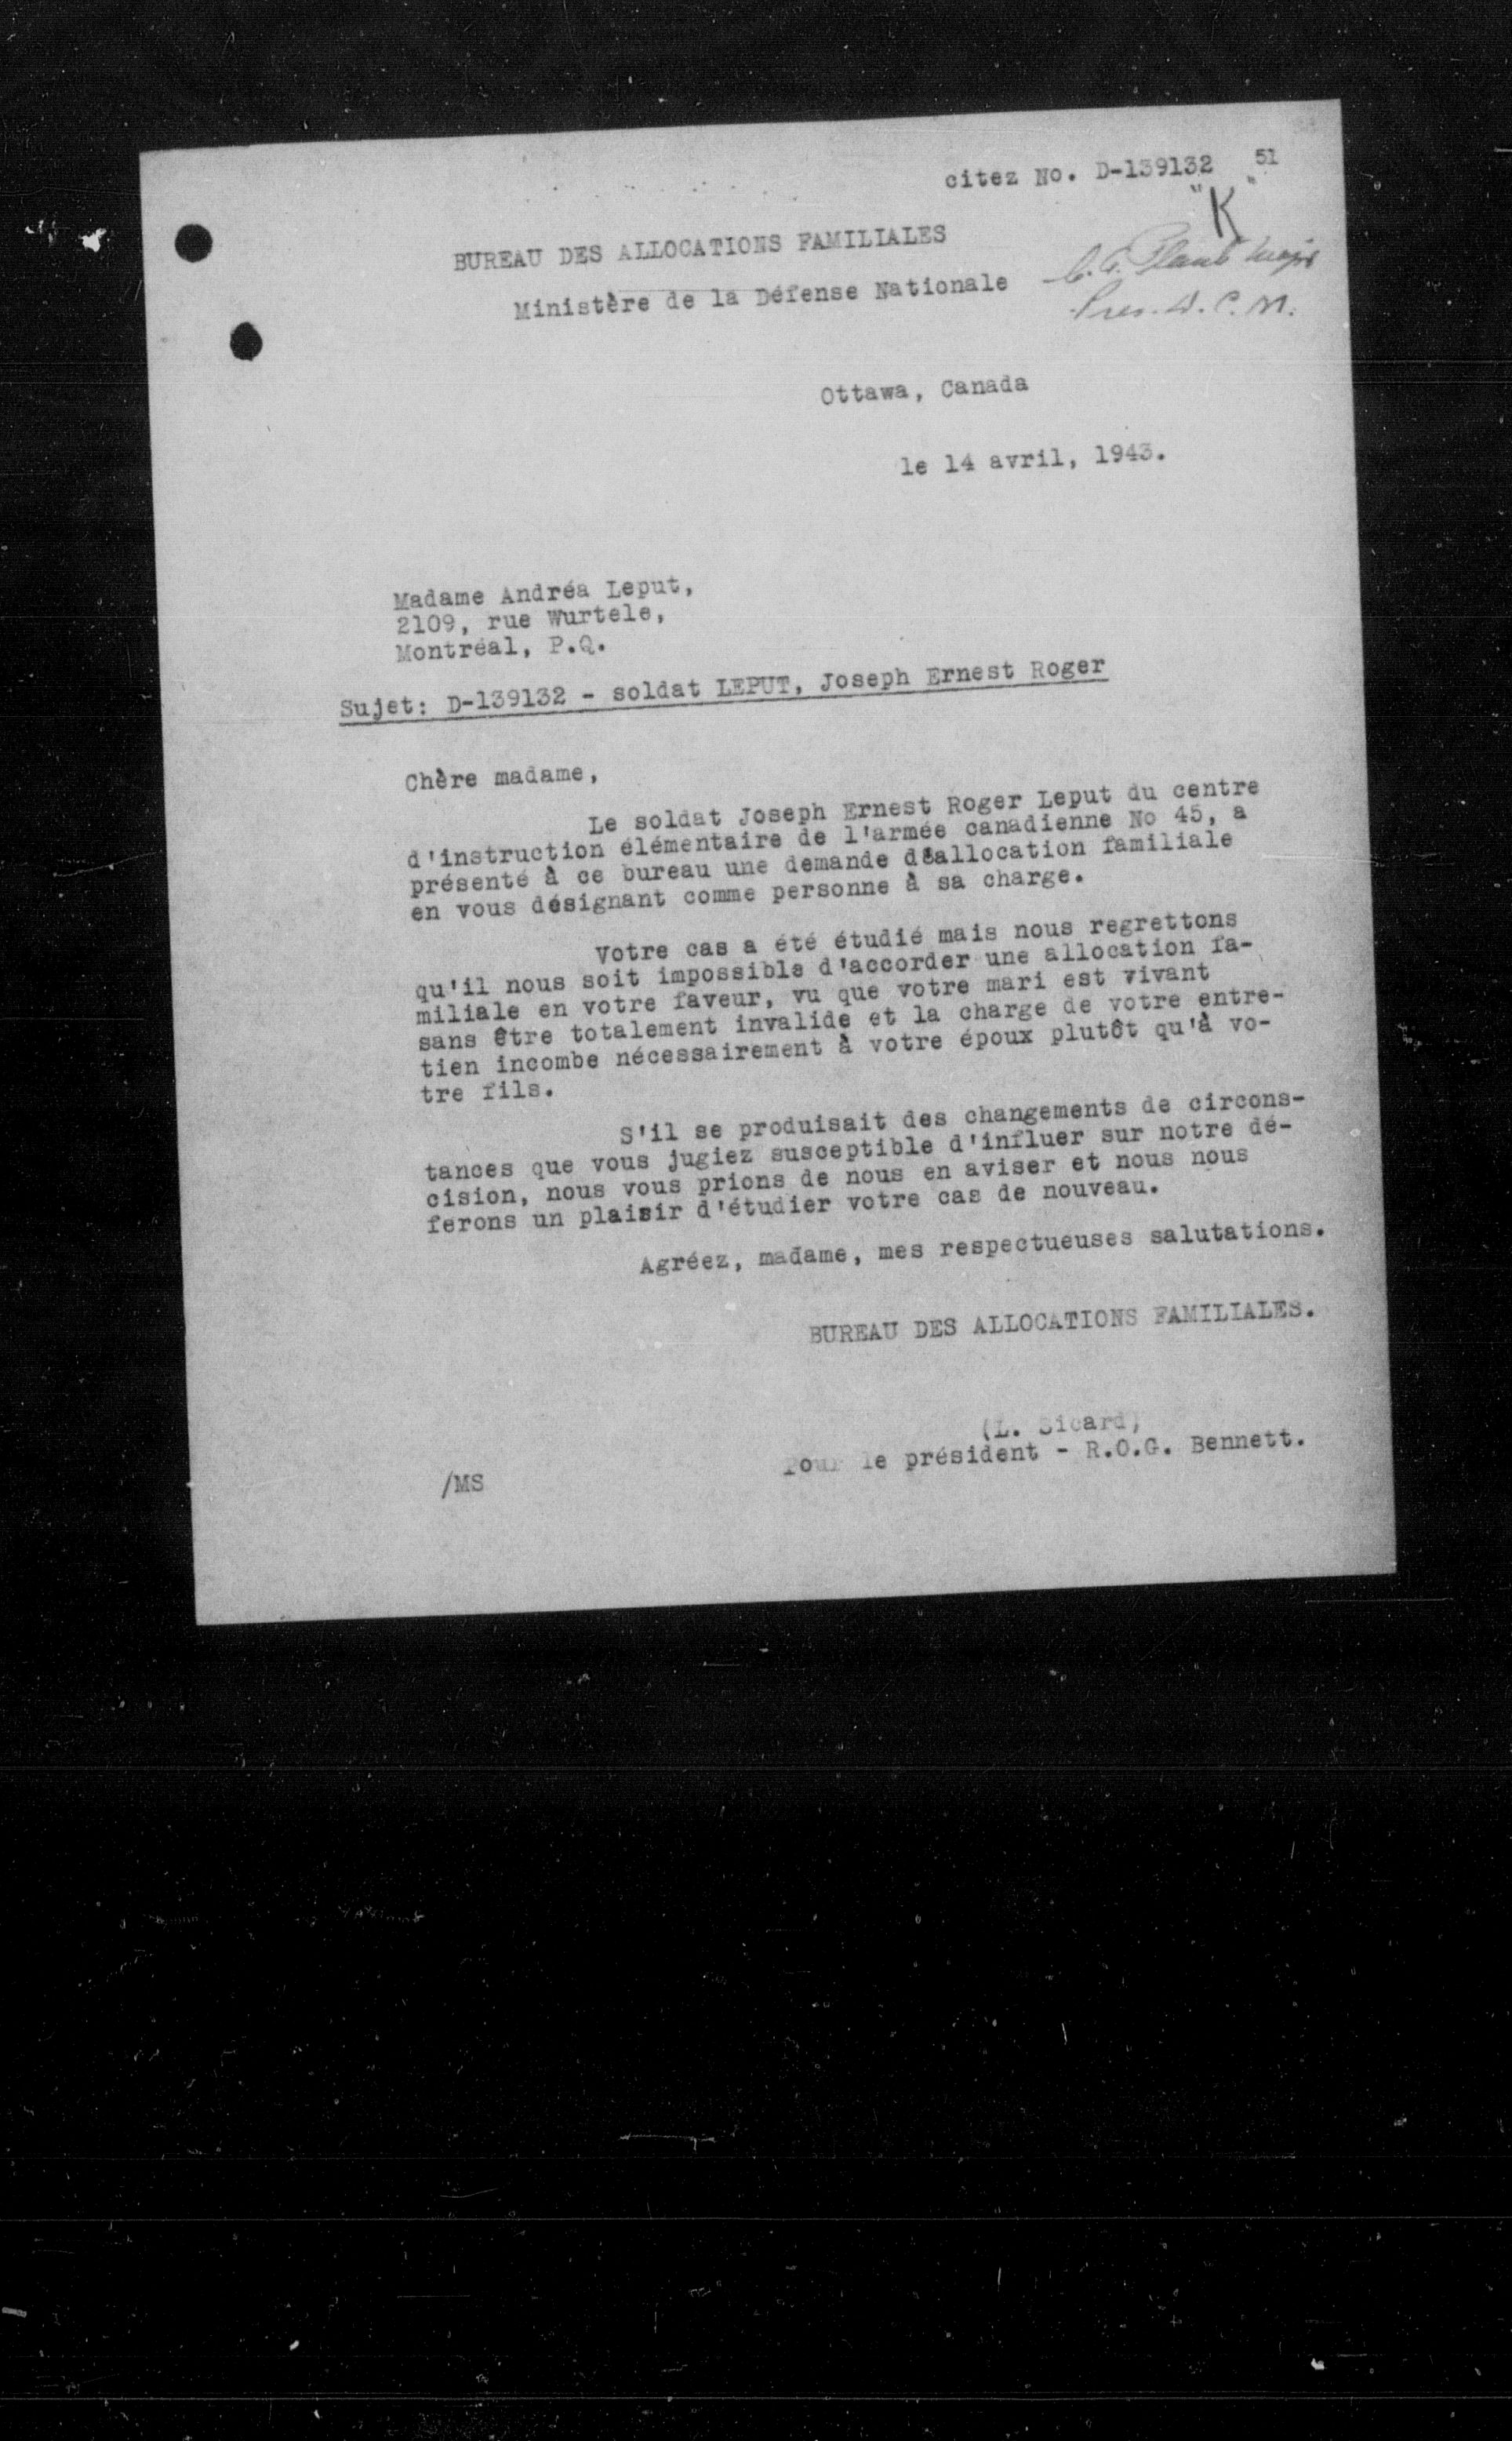 citez No. D-139132 51
"K"
BUREAU DES ALLOCATIONS FAMILIALES
Ministère de la Défense Nationale
Major
Pres. D. C. M.
Ottawa, Canada
le 14 avril, 1943.
Madame Andréa Leput,
2109, rue Wurtele,
Montréal, P.Q.
Sujet: D-139132 - soldat LEPUT, Joseph Ernest Roger
Chère madame,
Le soldat Joseph Ernest Roger Leput du centre
d'instruction élémentaire de l'armée canadienne No 45, a
présenté à ce bureau une demande d'allocation familiale
en vous désignant comme personne à sa charge.
Votre cas a été étudié mais nous regrettons
qu'il nous soit impossible d'accorder une allocation fa-
miliale en votre faveur, vu que votre mari est vivant
sans être totalement invalide et la charge de votre entre-
tien incombe nécessairement à votre époux plutôt qu'à vo-
tre fils.
S'il se produisait des changements de circons-
tances que vous jugiez susceptible d'influer sur notre dé-
cision, nous vous prions de nous en aviser et nous nous
ferons un plaisir d'étudier votre cas de nouveau.
Agréez, madame, mes respectueuses salutations.
BUREAU DES ALLOCATIONS FAMILIALES.
(L. Sicard)
Pour le président - R.O.G. Bennett.
/MS